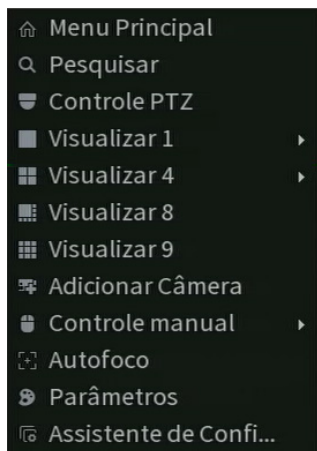 Menu Principal
Pesquisar
Controle PTZ
Visualizar 1
Visualizar 4
Visualizar 8
Visualizar 9
Adicionar Câmera
Controle manual
Autofoco
Parâmetros
Assistente de Confi...